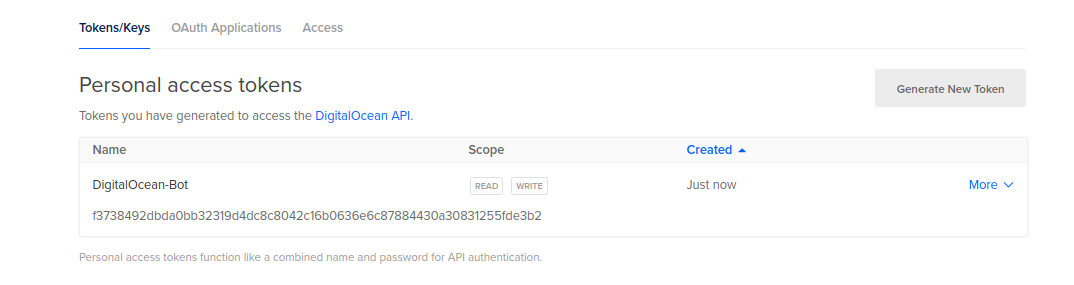 Tokens/Keys OAuth Applications Access
Personal access tokens
Generate New Token
Tokens you have generated to access the DigitalOcean API.
Name Scope Created
DigitalOcean-Bot READ WRITE Just now More
f3738492dbda0bb32319d4dc8c8042c16b0636e6c87884430a30831255fde3b2
Personal access tokens function like a combined name and password for API authentication.